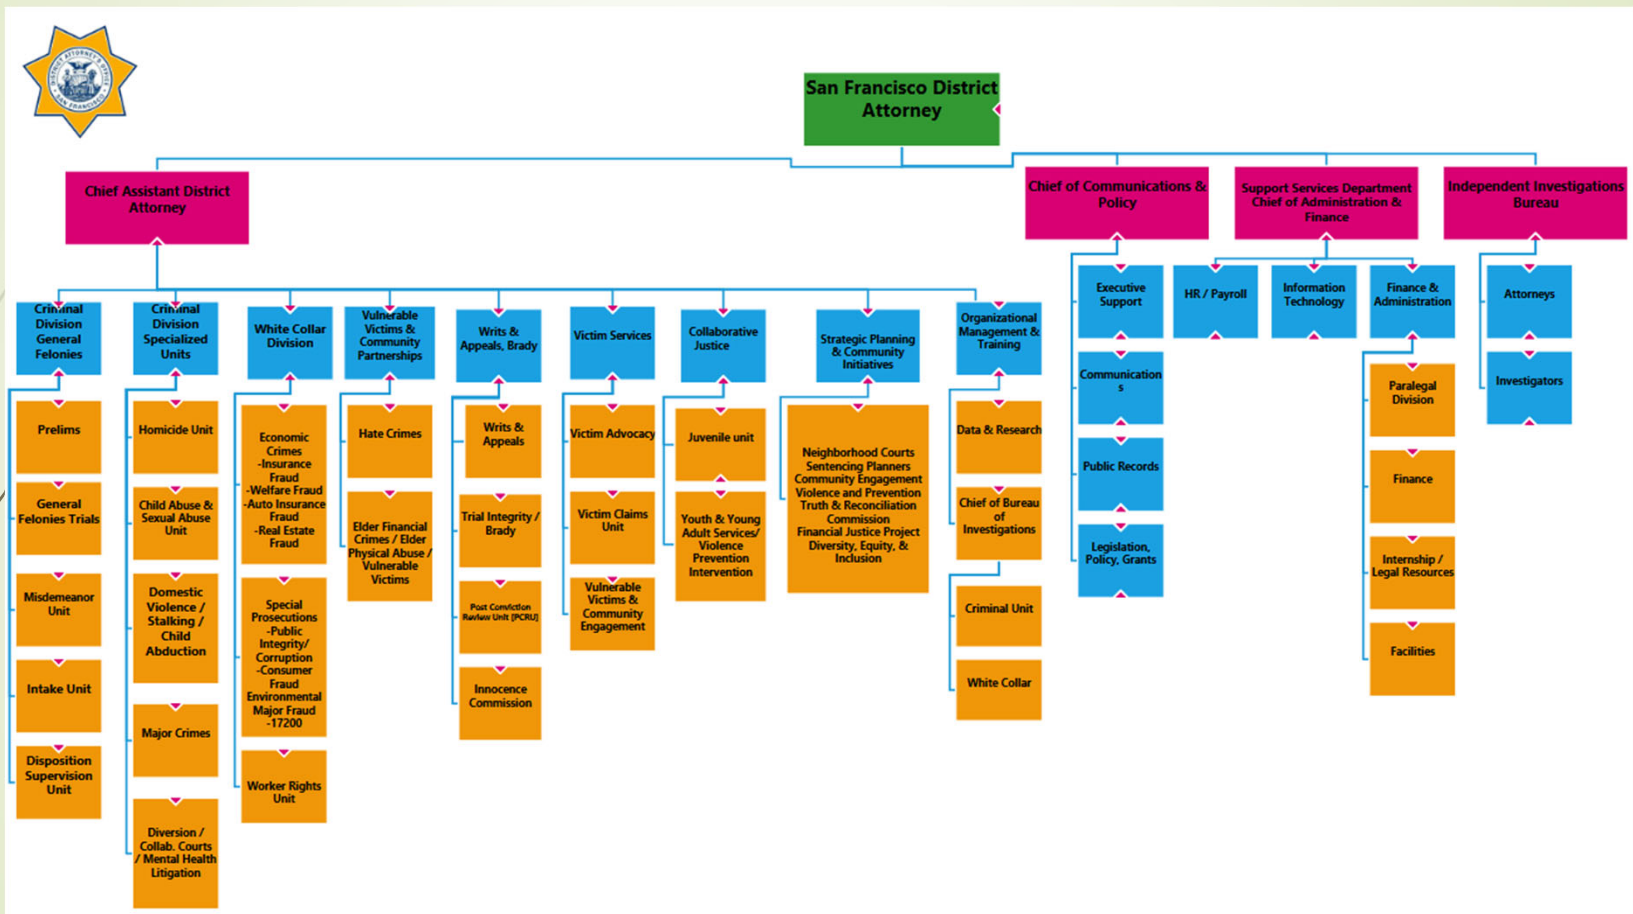 DISTRICT ATTORNEY'S OFFICE
SAN FRANCISCO
San Francisco District
Attorney
Chief Assistant District
Attorney
Chief of Communications &
Policy
Support Services Department
Chief of Administration &
Finance
Independent Investigations
Bureau
Criminal
Division
General
Felonies
Criminal
Division
Specialized
Units
White Collar
Division
Vulnerable
Victims &
Community
Partnerships
Writs &
Appeals, Brady
Victim Services
Collaborative
Justice
Strategic Planning
& Community
Initiatives
Organizational
Management &
Training
Executive
Support
HR / Payroll
Information
Technology
Finance &
Administration
Attorneys
Prelims
General
Felonies Trials
Misdemeanor
Unit
Intake Unit
Disposition
Supervision
Unit
Homicide Unit
Child Abuse &
Sexual Abuse
Unit
Domestic
Violence /
Stalking /
Child
Abduction
Major Crimes
Diversion /
Collab. Courts
/ Mental Health
Litigation
Economic
Crimes
-Insurance
Fraud
-Welfare Fraud
-Auto Insurance
Fraud
-Real Estate
Fraud
Special
Prosecutions
-Public
Integrity/
Corruption
-Consumer
Fraud
Environmental
Major Fraud
-17200
Worker Rights
Unit
Hate Crimes
Elder Financial
Crimes / Elder
Physical Abuse /
Vulnerable
Victims
Writs &
Appeals
Trial Integrity /
Brady
Post Conviction
Review Unit [PCRU]
Innocence
Commission
Victim Advocacy
Victim Claims
Unit
Vulnerable
Victims &
Community
Engagement
Juvenile unit
Youth & Young
Adult Services/
Violence
Prevention
Intervention
Neighborhood Courts
Sentencing Planners
Community Engagement
Violence and Prevention
Truth & Reconciliation
Commission
Financial Justice Project
Diversity, Equity, &
Inclusion
Data & Research
Chief of Bureau
of
Investigations
Criminal Unit
White Collar
Communication
s
Public Records
Legislation,
Policy, Grants
Paralegal
Division
Finance
Internship /
Legal Resources
Facilities
Investigators